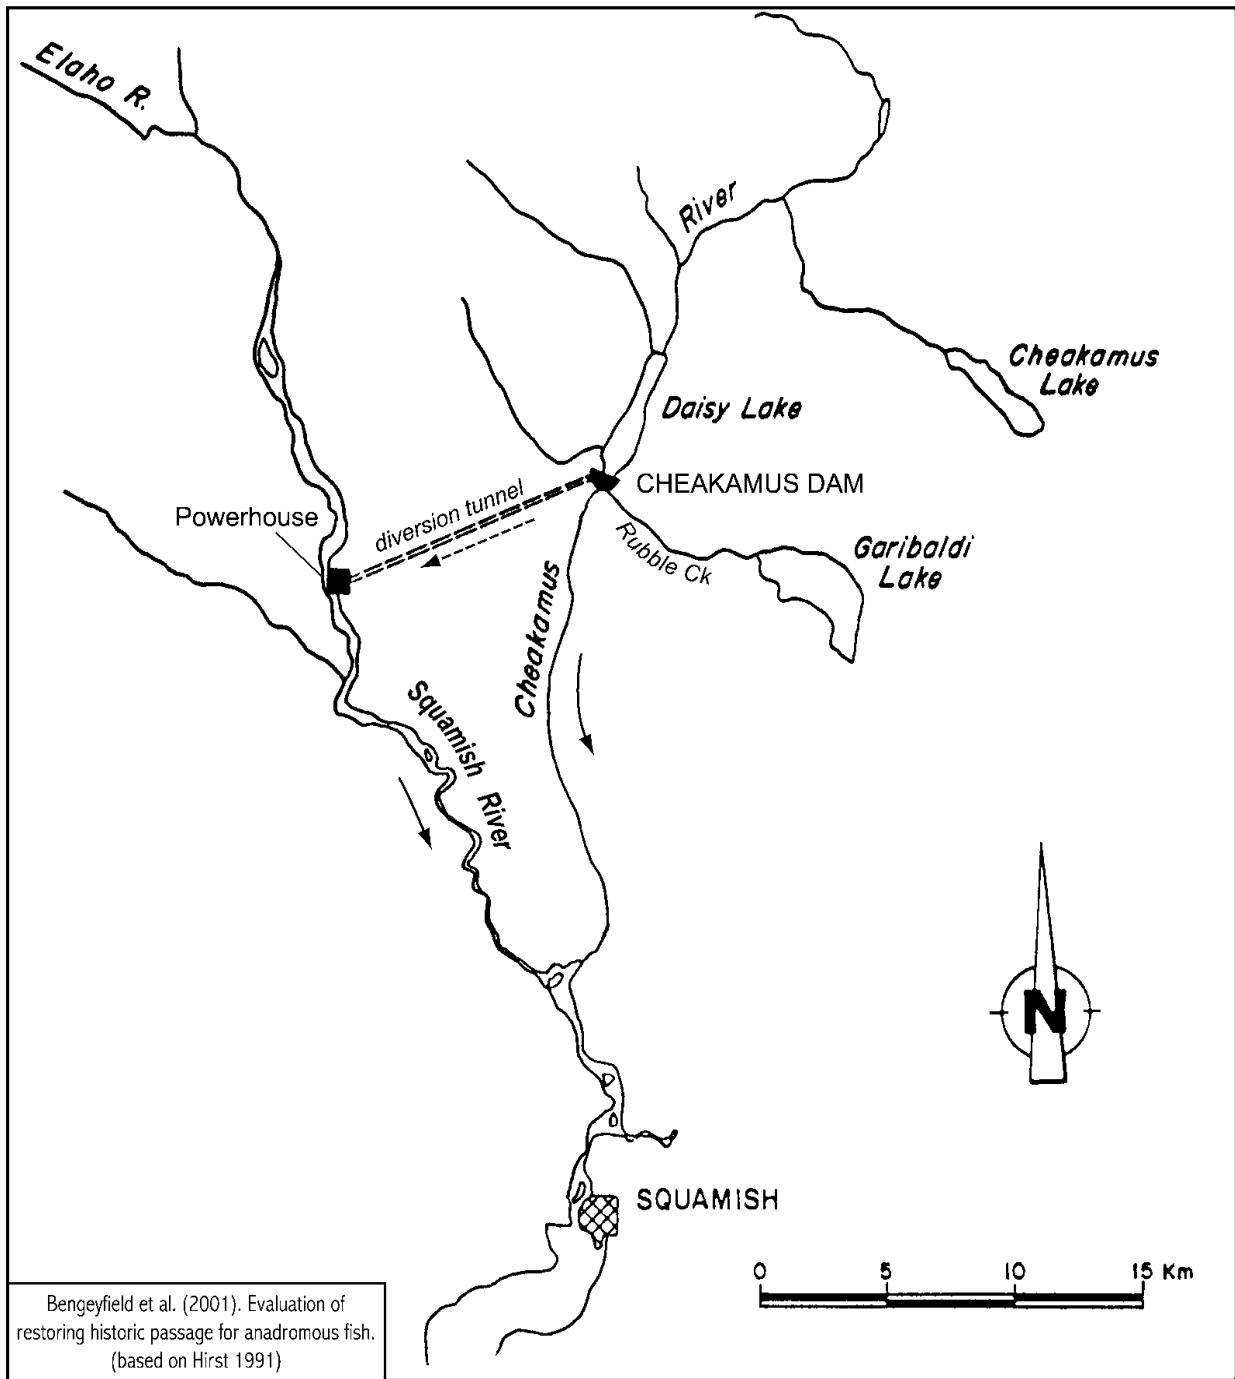 Elaho R.
River
Cheakamus
Lake
Daisy Lake
CHEAKAMUS DAM
diversion tunnel
Powerhouse
Rubble Ck
Garibaldi
Lake
Cheakamus
Squamish River
N
SQUAMISH
0 5 10 15 Km
Bengeyfield et al. (2001). Evaluation of
restoring historic passage for anadromous fish.
(based on Hirst 1991)